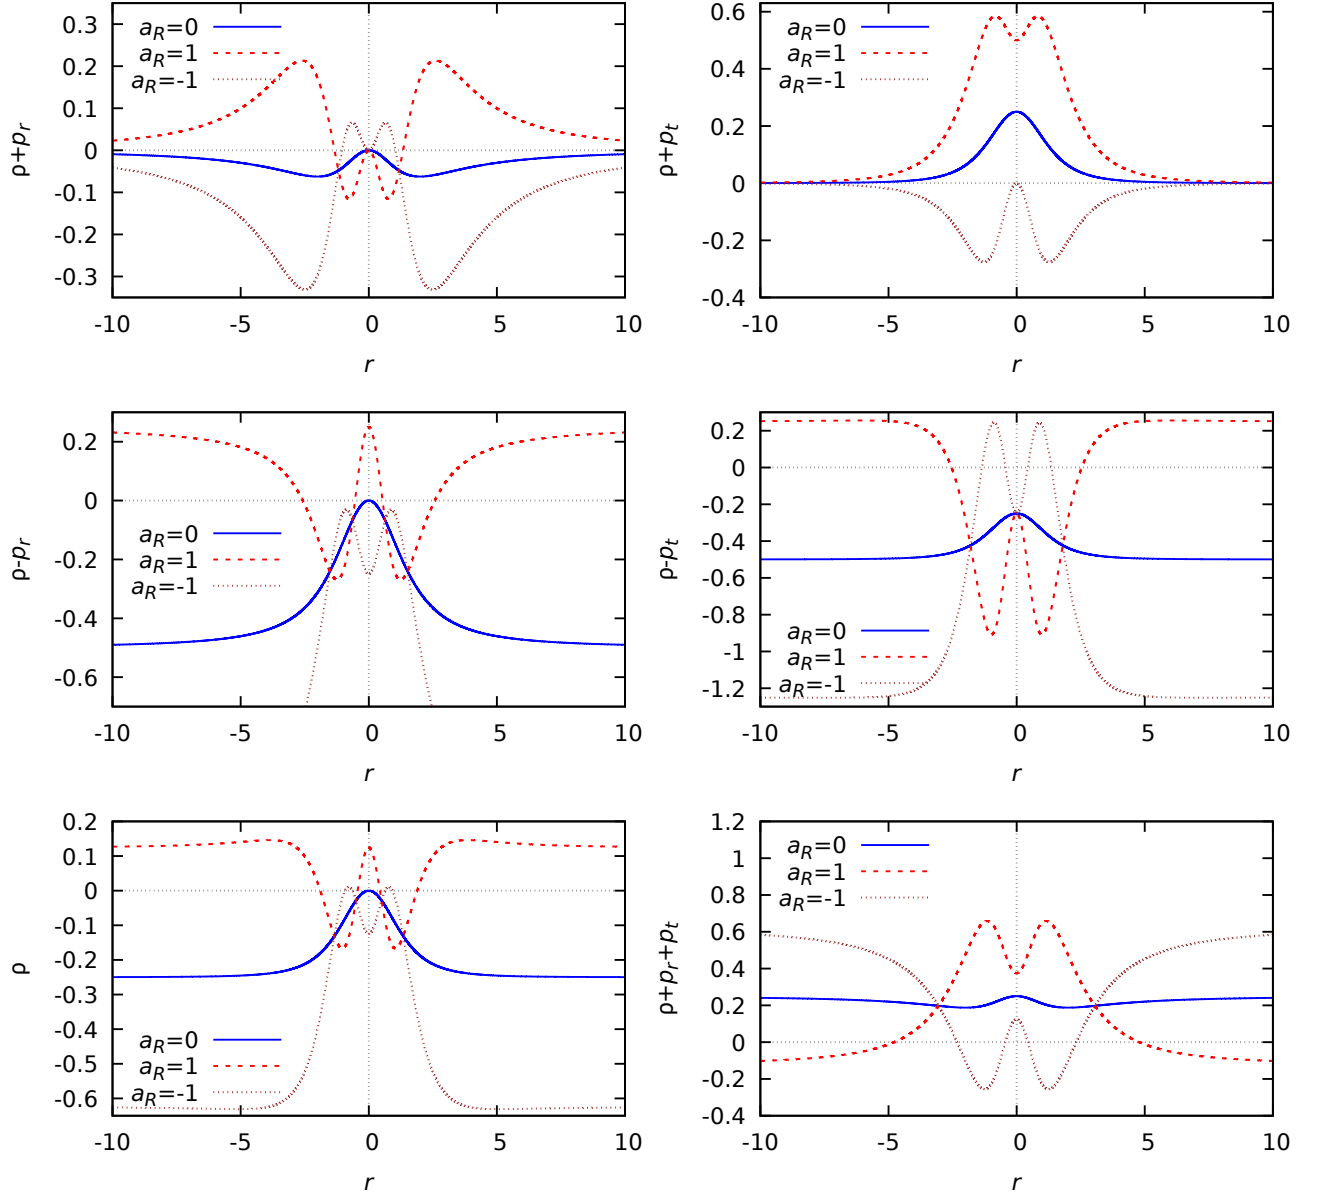 ρ+p_r
0.3
0.2
0.1
0
-0.1
-0.2
-0.3
a_R=0
a_R=1
a_R=-1
-10
-5
0
5
10
r
ρ+p_t
0.6
0.4
0.2
0
-0.2
-0.4
a_R=0
a_R=1
a_R=-1
-10
-5
0
5
10
r
ρ-p_r
0.2
0
-0.2
-0.4
-0.6
a_R=0
a_R=1
a_R=-1
-10
-5
0
5
10
r
ρ-p_t
0.2
0
-0.2
-0.4
-0.6
-0.8
-1
-1.2
a_R=0
a_R=1
a_R=-1
-10
-5
0
5
10
r
ρ
0.2
0.1
0
-0.1
-0.2
-0.3
-0.4
-0.5
-0.6
a_R=0
a_R=1
a_R=-1
-10
-5
0
5
10
r
ρ+p_r+p_t
1.2
1
0.8
0.6
0.4
0.2
0
-0.2
-0.4
a_R=0
a_R=1
a_R=-1
-10
-5
0
5
10
r